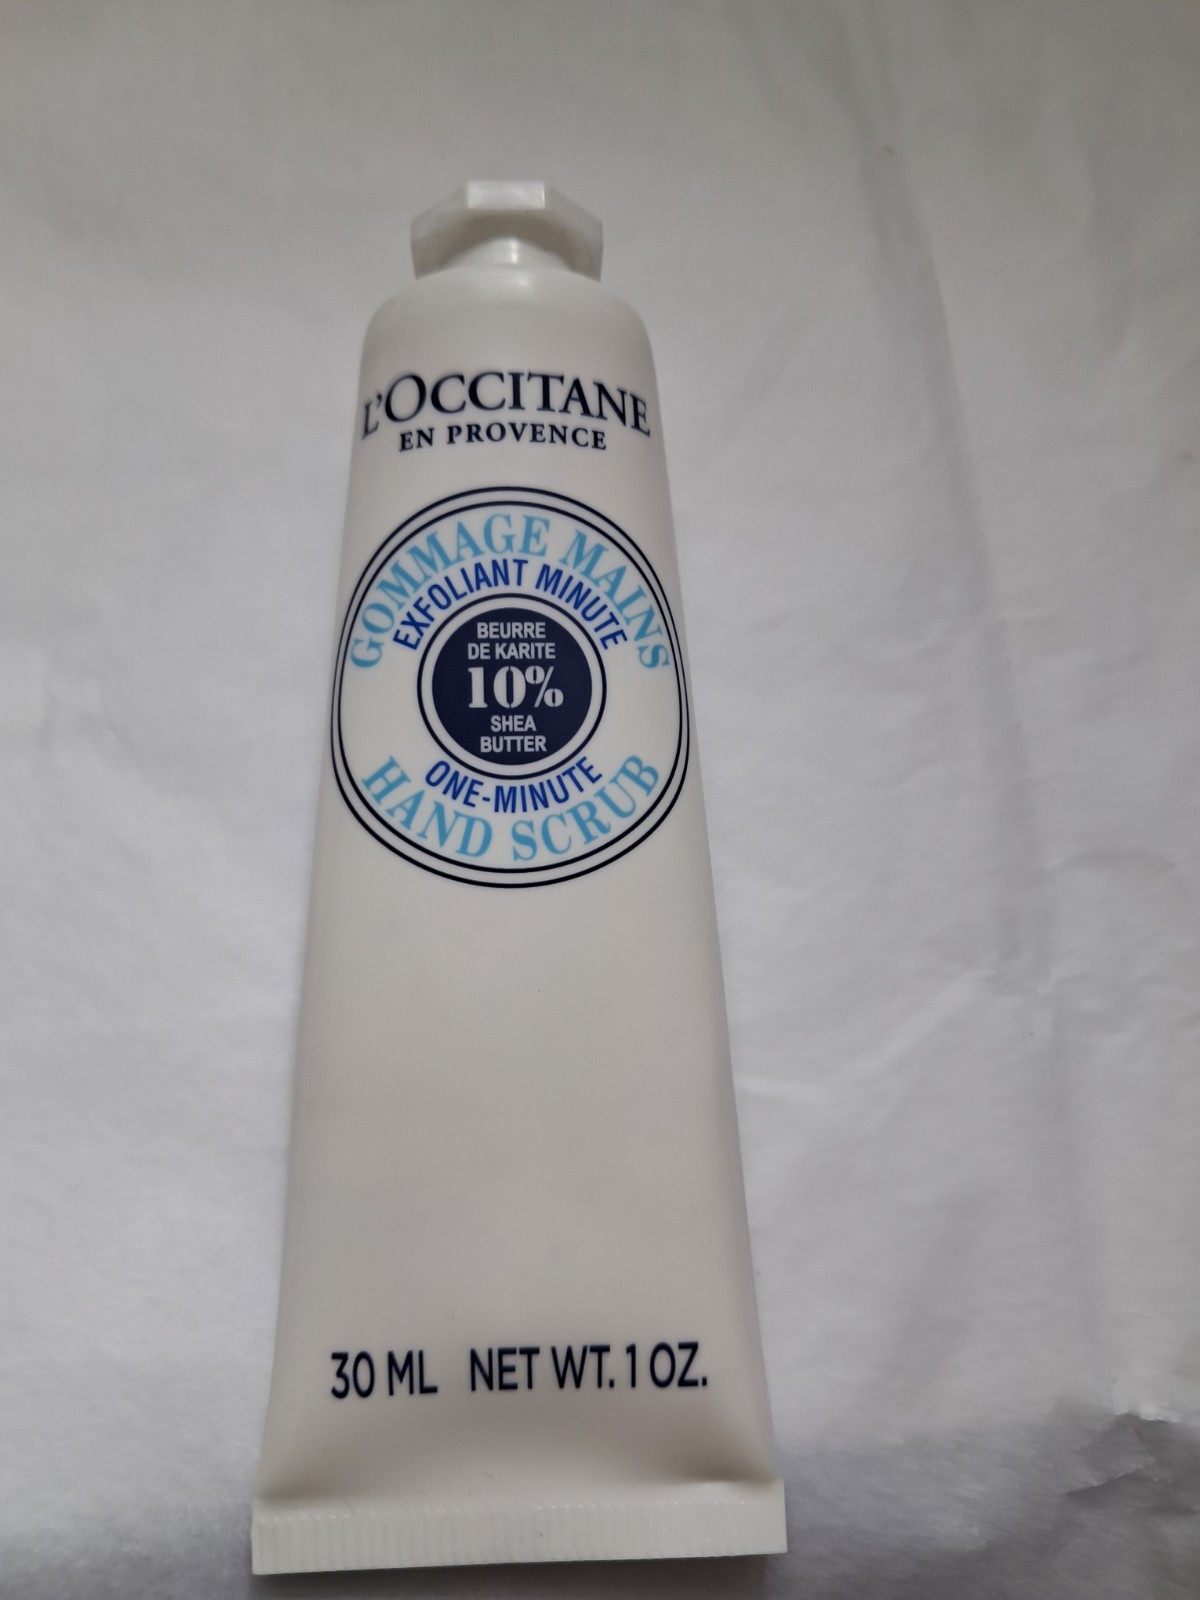 L'OCCITANE
EN PROVENCE
GOMMAGE MAINS
EXFOLIANT MINUTE
BEURRE
DE KARITE
10%
SHEA
BUTTER
ONE-MINUTE
HAND SCRUB
30 ML NET WT. 1 OZ.